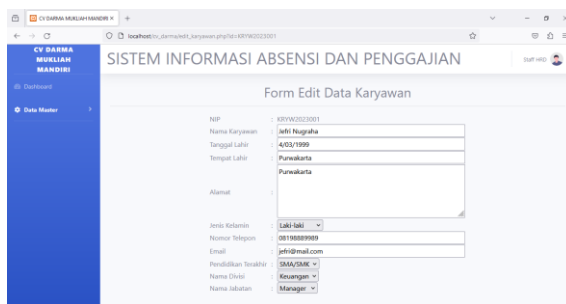 CV DARMA MUKLIAH MANDIRI
localhost/cv_darma/edit_karyawan.php?id=KRYW2023001
CV DARMA
MUKLIAH
MANDIRI
SISTEM INFORMASI ABSENSI DAN PENGGAJIAN
Staff HRD
Dashboard
Data Master
Form Edit Data Karyawan
NIP : KRYW2023001
Nama Karyawan : Jefri Nugraha
Tanggal Lahir : 4/03/1999
Tempat Lahir : Purwakarta
Alamat : Purwakarta
Jenis Kelamin : Laki-laki
Nomor Telepon : 08198889989
Email : jefri@mail.com
Pendidikan Terakhir : SMA/SMK
Nama Divisi : Keuangan
Nama Jabatan : Manager